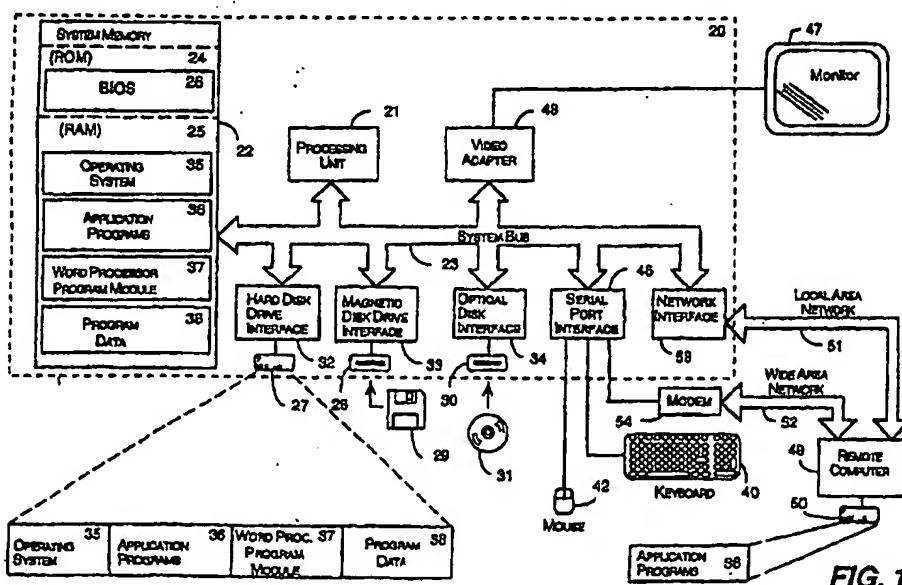 SYSTEM MEMORY
(ROM) 24
BIOS 26
(RAM) 25
22
OPERATING SYSTEM 35
APPLICATION PROGRAMS 36
WORD PROCESSOR PROGRAM MODULE 37
PROGRAM DATA 38
20
47
Monitor
21
PROCESSING UNIT
48
VIDEO ADAPTER
SYSTEM BUS
23
HARD DISK DRIVE INTERFACE
32
MAGNETIC DISK DRIVE INTERFACE
33
OPTICAL DISK INTERFACE
34
46
SERIAL PORT INTERFACE
NETWORK INTERFACE
53
LOCAL AREA NETWORK
51
WIDE AREA NETWORK
52
MODEM
54
27
28
29
30
31
42
MOUSE
KEYBOARD
40
49
REMOTE COMPUTER
50
OPERATING SYSTEM 35
APPLICATION PROGRAMS 36
WORD PROC. PROGRAM MODULE 37
PROGRAM DATA 38
APPLICATION PROGRAMS 36
FIG. 1